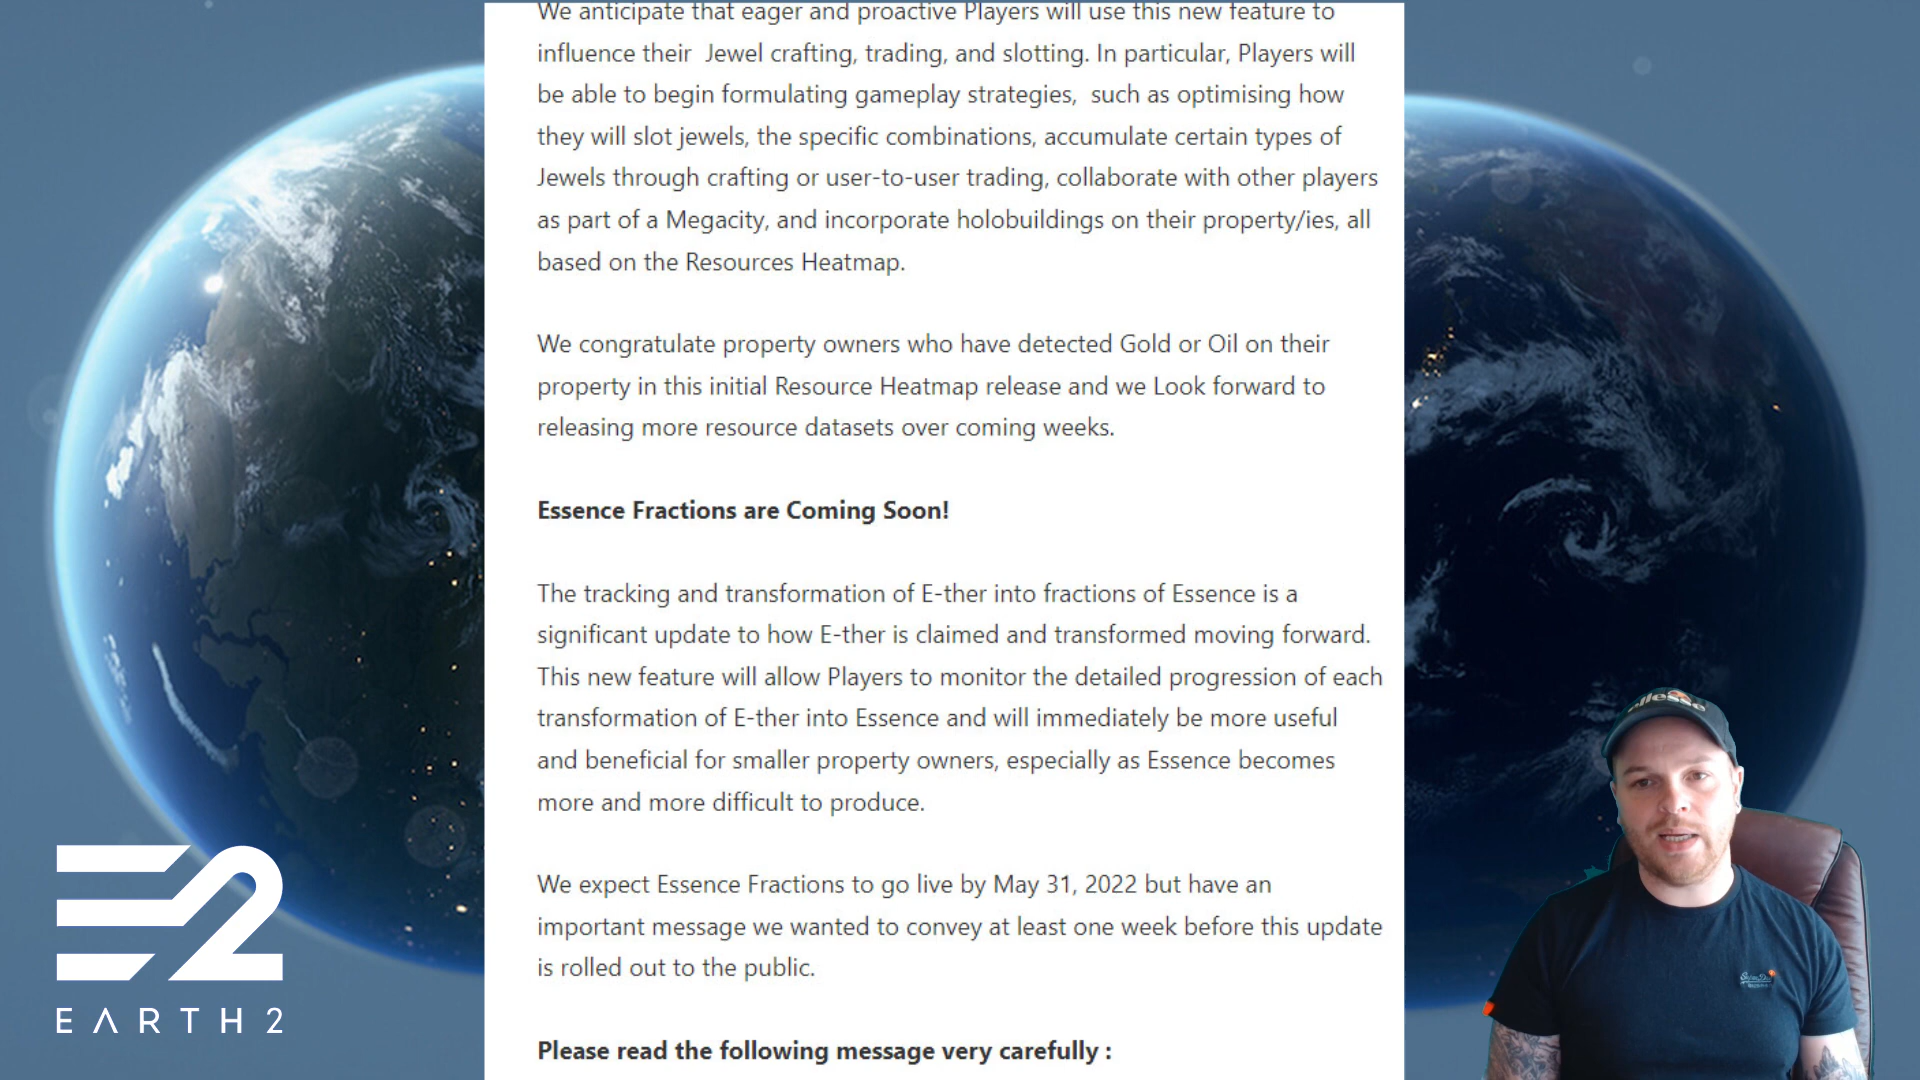 We anticipate that eager and proactive Players will use this new feature to
influence their  Jewel crafting, trading, and slotting. In particular, Players will
be able to begin formulating gameplay strategies,  such as optimising how
they will slot jewels, the specific combinations, accumulate certain types of
Jewels through crafting or user-to-user trading, collaborate with other players
as part of a Megacity, and incorporate holobuildings on their property/ies, all
based on the Resources Heatmap.
We congratulate property owners who have detected Gold or Oil on their
property in this initial Resource Heatmap release and we Look forward to
releasing more resource datasets over coming weeks.
Essence Fractions are Coming Soon!
The tracking and transformation of E-ther into fractions of Essence is a
significant update to how E-ther is claimed and transformed moving forward.
This new feature will allow Players to monitor the detailed progression of each
transformation of E-ther into Essence and will immediately be more useful
and beneficial for smaller property owners, especially as Essence becomes
more and more difficult to produce.
We expect Essence Fractions to go live by May 31, 2022 but have an
important message we wanted to convey at least one week before this update
is rolled out to the public.
Please read the following message very carefully :
E2
EARTH 2
ellesse